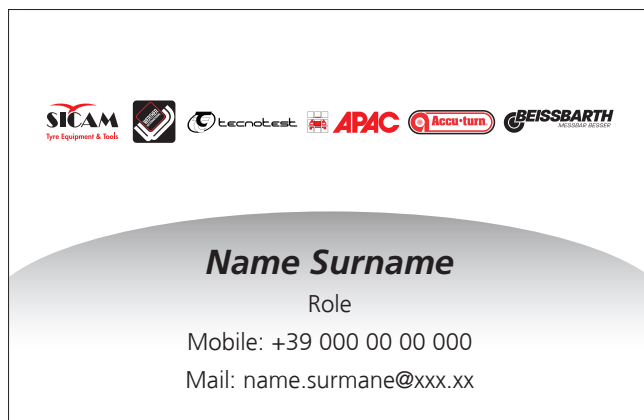 SICAM
Tyre Equipment & Tools
tecnotest
APAC
Accu·turn
BEISSBARTH
MESSBAR BESSER
Name Surname
Role
Mobile: +39 000 00 00 000
Mail: name.surmane@xxx.xx